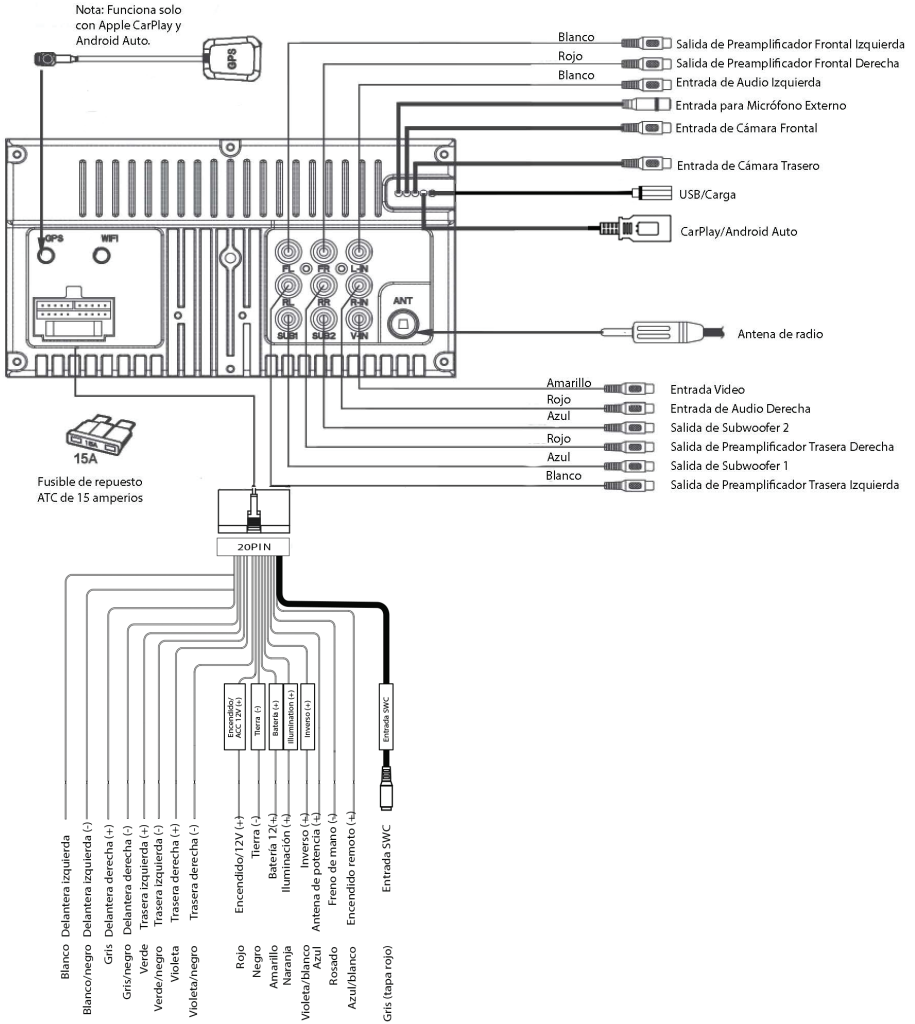 Nota: Funciona solo
con Apple CarPlay y
Android Auto.
GPS
Blanco
Salida de Preamplificador Frontal Izquierda
Rojo
Salida de Preamplificador Frontal Derecha
Blanco
Entrada de Audio Izquierda
Entrada para Micrófono Externo
Entrada de Cámara Frontal
Entrada de Cámara Trasero
USB/Carga
CarPlay/Android Auto
GPS
WIFI
FL
FR
L-IN
RL
RR
R-IN
ANT
SUB1
SUB2
V-IN
Antena de radio
Amarillo
Entrada Video
Rojo
Entrada de Audio Derecha
Azul
Salida de Subwoofer 2
Rojo
Salida de Preamplificador Trasera Derecha
Azul
Salida de Subwoofer 1
Blanco
Salida de Preamplificador Trasera Izquierda
15A
15A
Fusible de repuesto
ATC de 15 amperios
20PIN
Encendido/
ACC 12V (+)
Tierra (-)
Batería (+)
Illumination (+)
Inverso (+)
Entrada SWC
Blanco Delantera izquierda
Blanco/negro Delantera izquierda (-)
Gris Delantera derecha (+)
Gris/negro Delantera derecha (-)
Verde Trasera izquierda (+)
Verde/negro Trasera izquierda (-)
Violeta Trasera derecha (+)
Violeta/negro Trasera derecha (-)
Rojo Encendido/12V (+)
Negro Tierra (-)
Amarillo Batería 12(+)
Naranja Iluminación (+)
Violeta/blanco Inverso (+)
Azul Antena de potencia (+)
Rosado Freno de mano (-)
Azul/blanco Encendido remoto (+)
Gris (tapa rojo) Entrada SWC